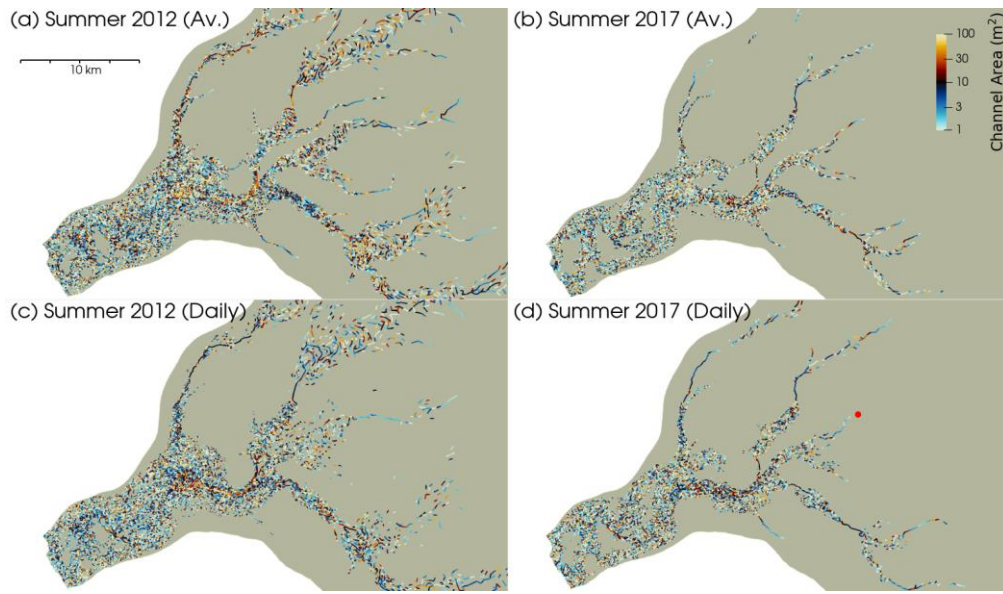 (a) Summer 2012 (Av.)
10 km
(b) Summer 2017 (Av.)
100
30
10
3
1
Channel Area (m²)
(c) Summer 2012 (Daily)
(d) Summer 2017 (Daily)